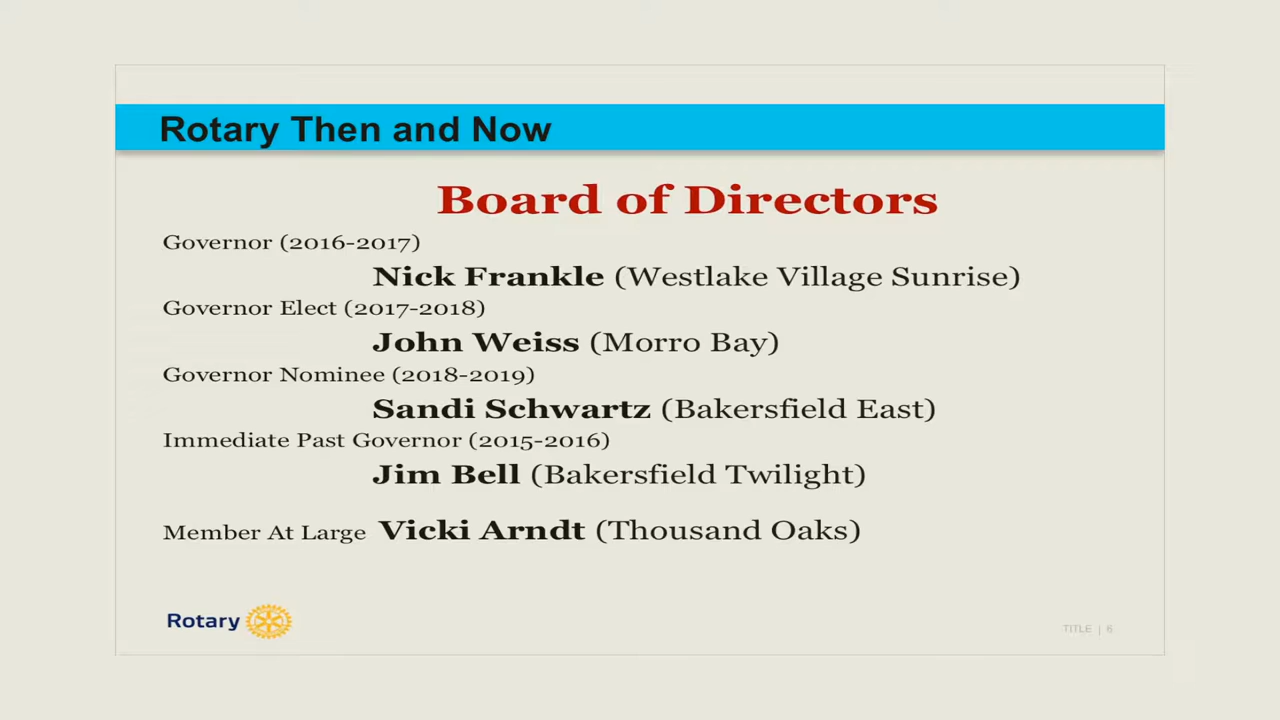 Rotary Then and Now
Board of Directors
Governor (2016-2017)
Nick Frankle (Westlake Village Sunrise)
Governor Elect (2017-2018)
John Weiss (Morro Bay)
Governor Nominee (2018-2019)
Sandi Schwartz (Bakersfield East)
Immediate Past Governor (2015-2016)
Jim Bell (Bakersfield Twilight)
Member At Large Vicki Arndt (Thousand Oaks)
Rotary
TITLE | 6